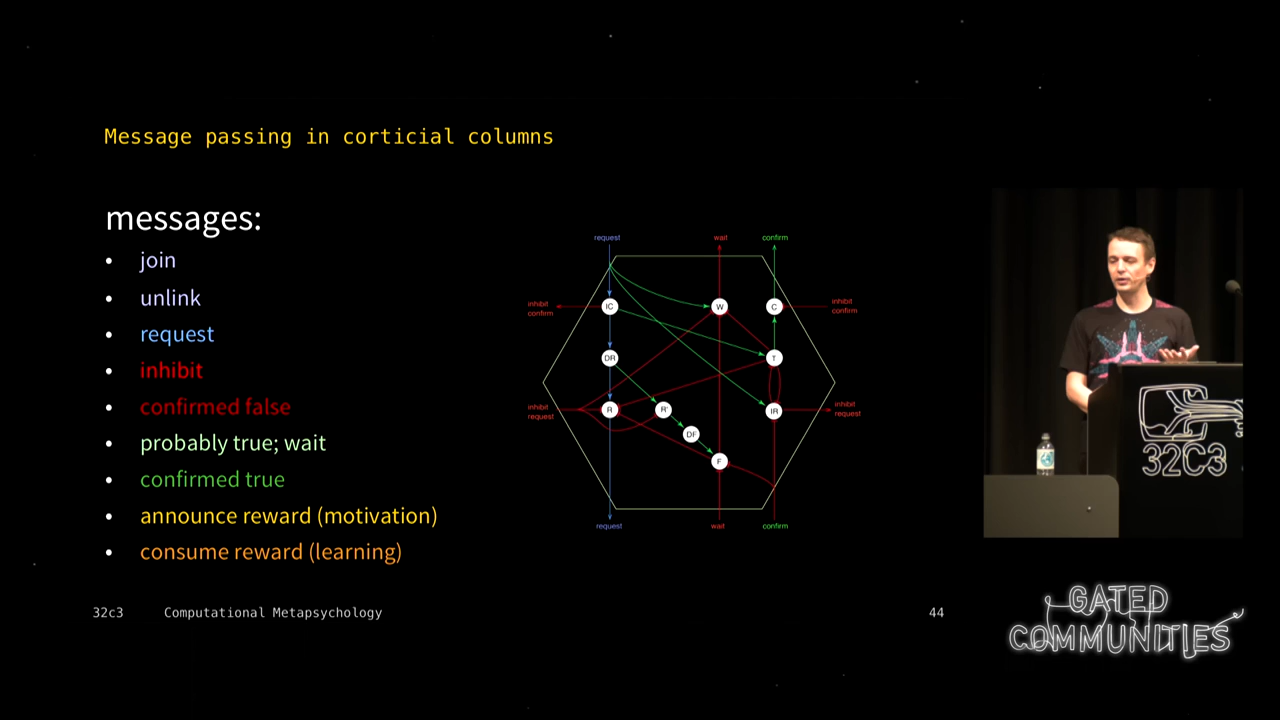 Message passing in corticial columns
messages:
• join
• unlink
• request
• inhibit
• confirmed false
• probably true; wait
• confirmed true
• announce reward (motivation)
• consume reward (learning)
request
wait
confirm
inhibit
confirm
IC
W
C
inhibit
confirm
DR
T
inhibit
request
R
R'
IR
inhibit
request
DF
F
request
wait
confirm
32C3
32c3 Computational Metapsychology 44
GATED
COMMUNITIES